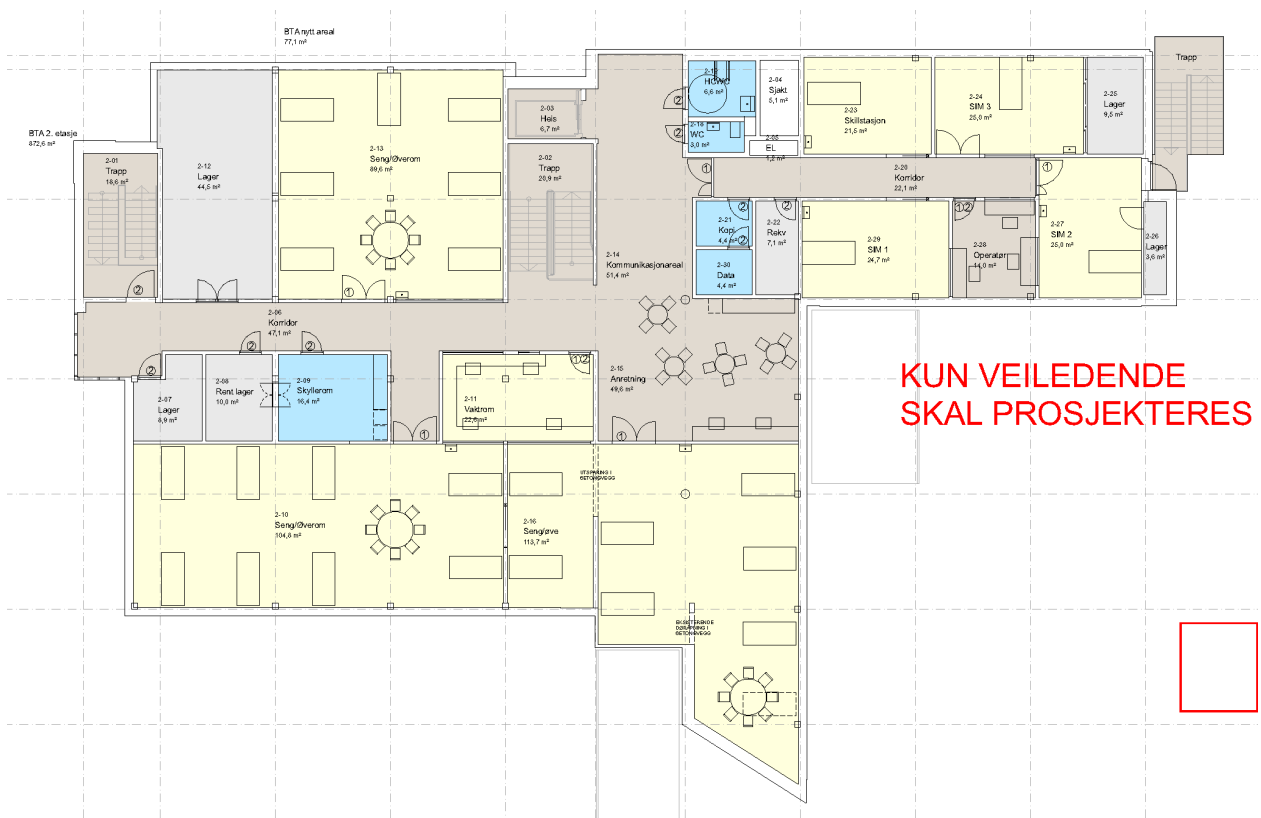 BTA nytt areal
77,1 m²
BTA 2. etasje
872,6 m²
2-01
Trapp
18,6 m²
2-12
Lager
44,5 m²
2-13
Seng/Øverom
89,6 m²
2-03
Heis
6,7 m²
2-02
Trapp
20,9 m²
2-14
Kommunikasjonareal
51,4 m²
HCWC
6,6 m²
2-18
WC
3,0 m²
2-04
Sjakt
5,1 m²
2-05
EL
1,2 m²
2-23
Skillstasjon
21,5 m²
2-24
SIM 3
25,0 m²
2-25
Lager
9,5 m²
Trapp
2-20
Korridor
22,1 m²
2-21
Kopi
4,4 m²
2-22
Rekv
7,1 m²
2-30
Data
4,4 m²
2-29
SIM 1
24,7 m²
2-28
Operatør
14,0 m²
2-27
SIM 2
25,0 m²
2-26
Lager
3,6 m²
2-06
Korridor
47,1 m²
2-07
Lager
8,9 m²
2-08
Rent lager
10,0 m²
2-09
Skyllerom
16,4 m²
2-11
Vaktrom
22,6 m²
2-15
Anretning
49,6 m²
KUN VEILEDENDE
SKAL PROSJEKTERES
2-10
Seng/Øverom
104,8 m²
2-16
Seng/øve
113,7 m²
UTSPARING I
BETONGVEGG
EKSISTERENDE
DØRÅPNING I
BETONGVEGG